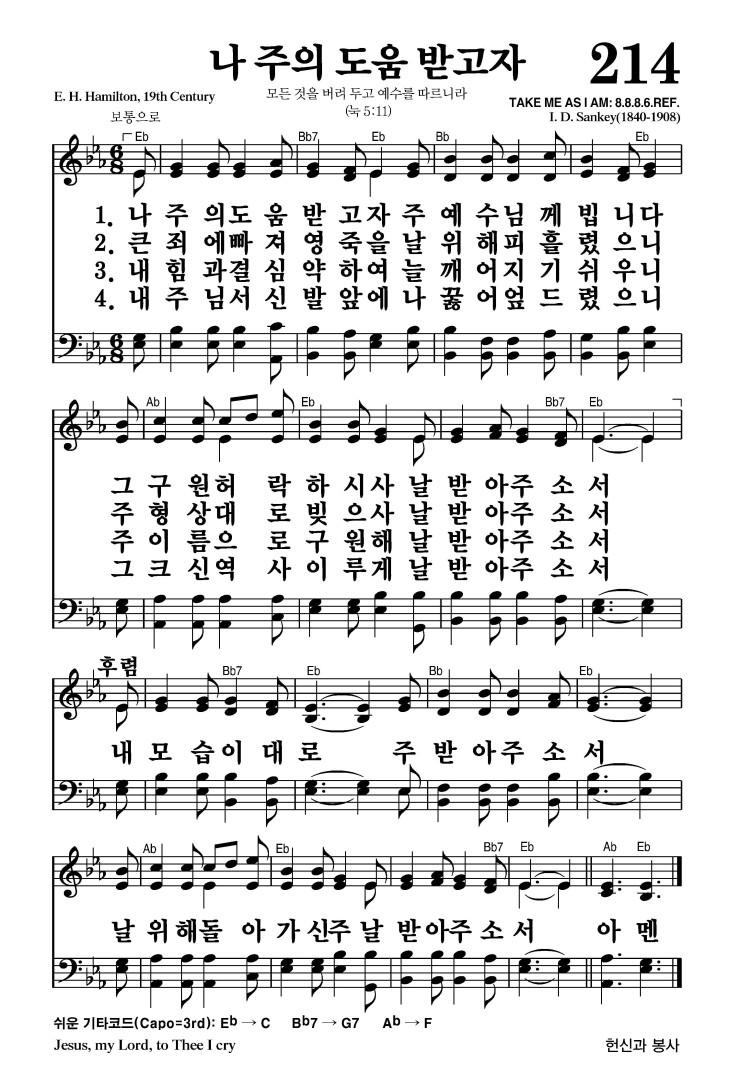 나 주의 도움 받고자 214
E. H. Hamilton, 19th Century
모든 것을 버려 두고 예수를 따르니라
(눅 5:11)
TAKE ME AS I AM: 8.8.8.6.REF.
I. D. Sankey(1840-1908)
보통으로
Eb Bb7 Eb Bb Eb
1. 나 주 의도 움 받 고자 주 예 수님 께 빕 니다
2. 큰 죄 에빠 져 영 죽을 날 위 해피 흘 렸 으니
3. 내 힘 과결 심 약 하여 늘 깨 어지 기 쉬 우니
4. 내 주 님서 신 발 앞에 나 꿇 어엎 드 렸 으니
Ab Eb Bb7 Eb
그 구 원허 락 하 시사 날 받 아주 소 서
주 형 상대 로 빚 으사 날 받 아주 소 서
주 이 름으 로 구 원해 날 받 아주 소 서
그 크 신역 사 이 루게 날 받 아주 소 서
후렴
Bb7 Eb Bb Eb
내 모 습이 대 로 주 받 아주 소 서
Ab Eb Bb7 Eb Ab Eb
날 위 해돌 아 가 신주 날 받 아주 소 서 아 멘
쉬운 기타코드(Capo=3rd): E♭ → C B♭7 → G7 A♭ → F
Jesus, my Lord, to Thee I cry
헌신과 봉사